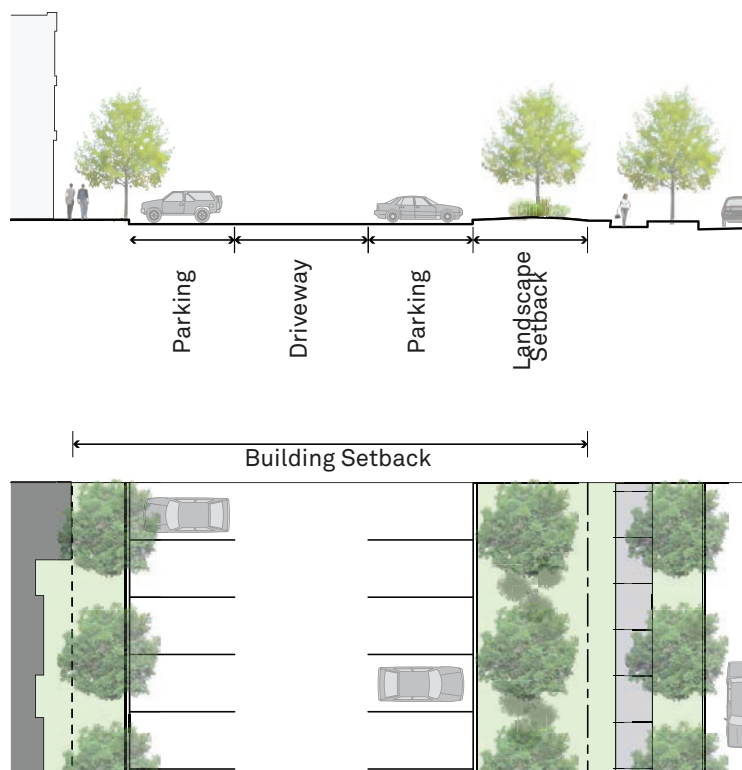 Parking
Driveway
Parking
Landscape
Setback
Building Setback